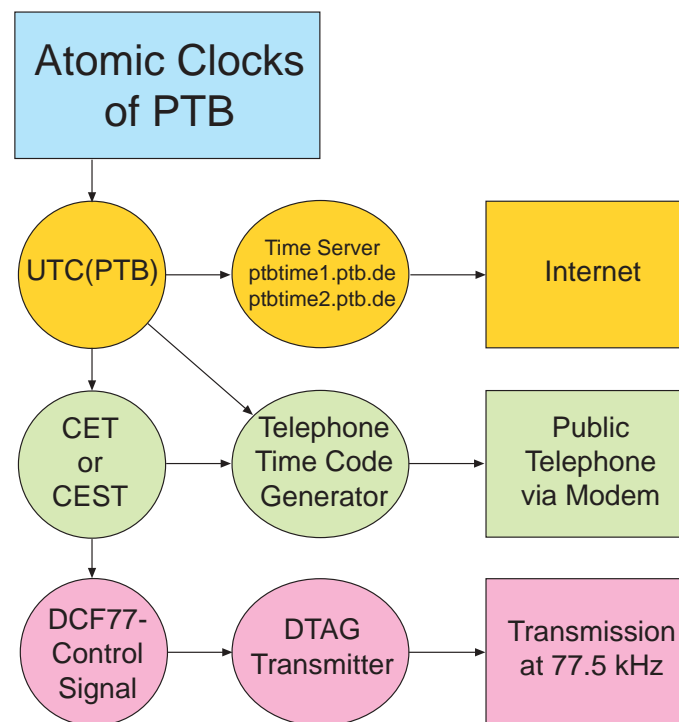 Atomic Clocks
of PTB
UTC(PTB)
Time Server
ptbtime1.ptb.de
ptbtime2.ptb.de
Internet
CET
or
CEST
Telephone
Time Code
Generator
Public
Telephone
via Modem
DCF77-
Control
Signal
DTAG
Transmitter
Transmission
at 77.5 kHz